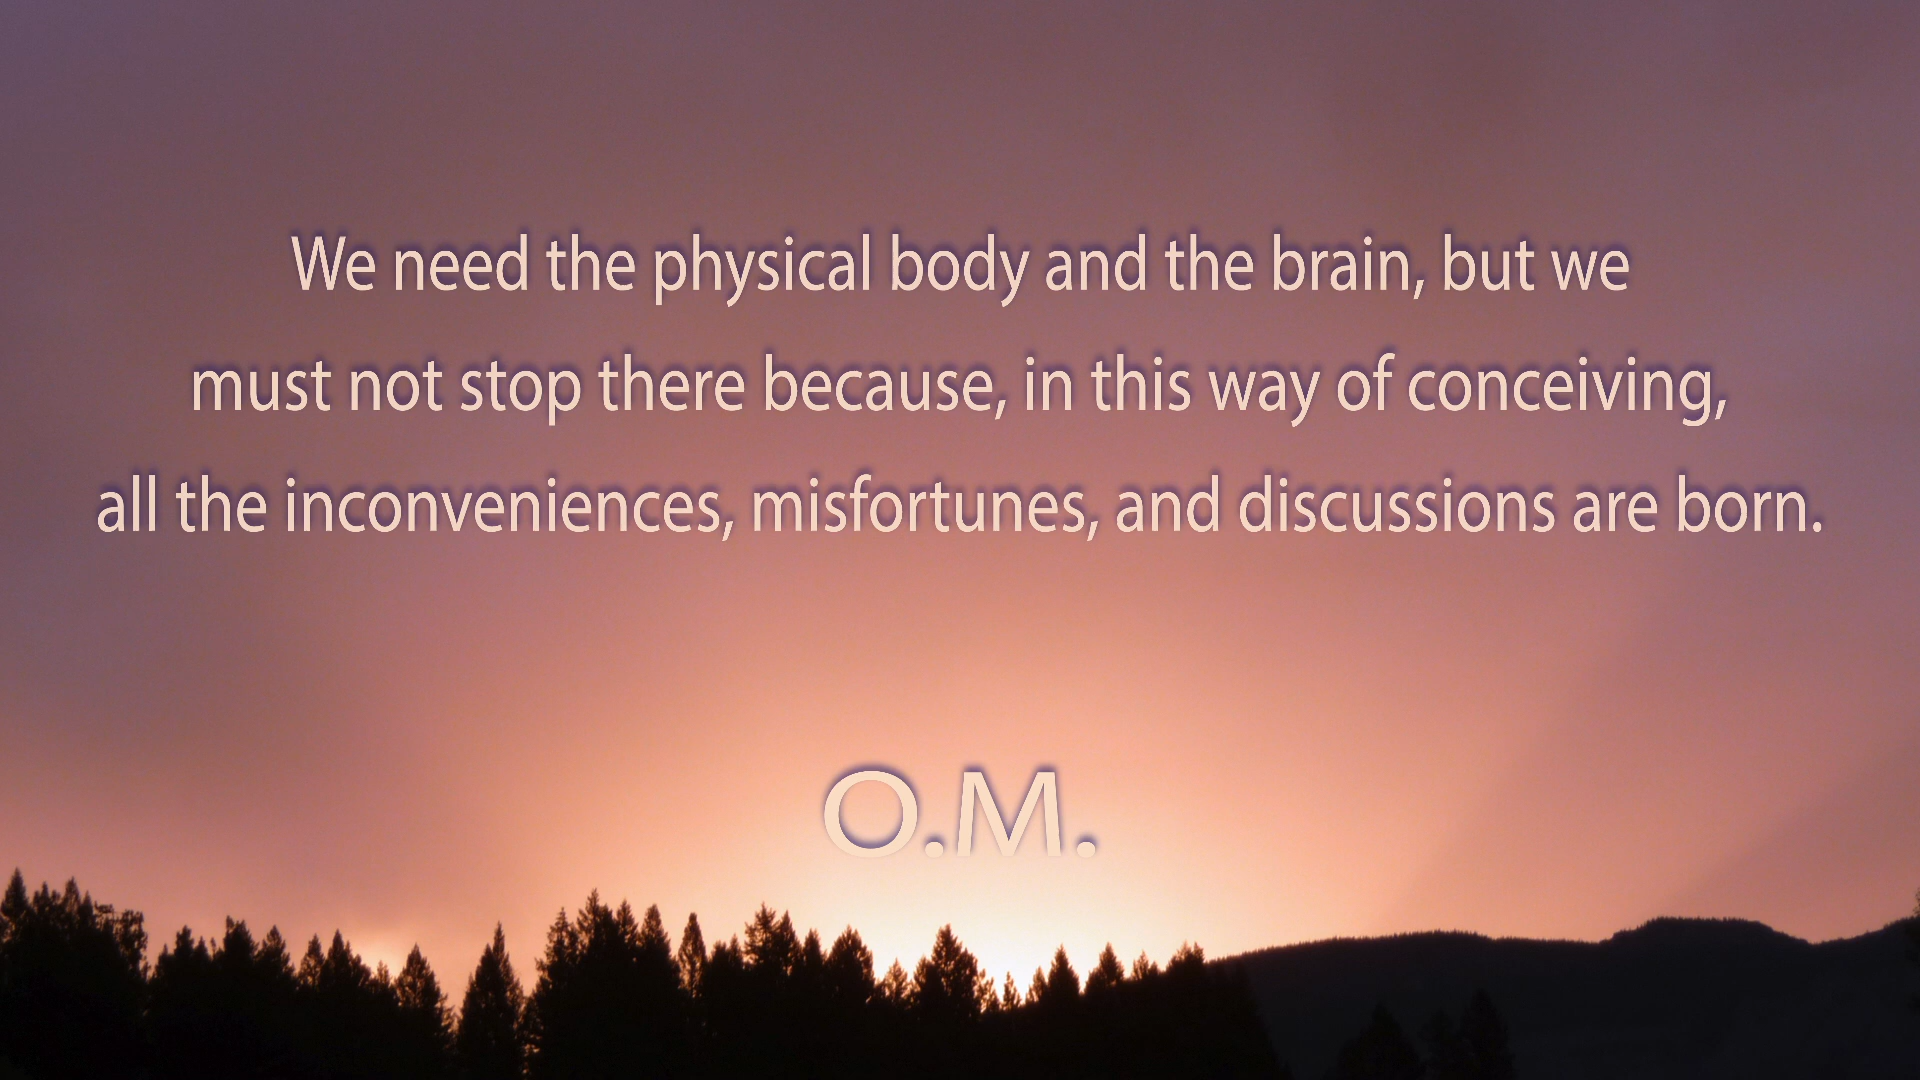 We need the physical body and the brain, but we
must not stop there because, in this way of conceiving,
all the inconveniences, misfortunes, and discussions are born.
O.M.